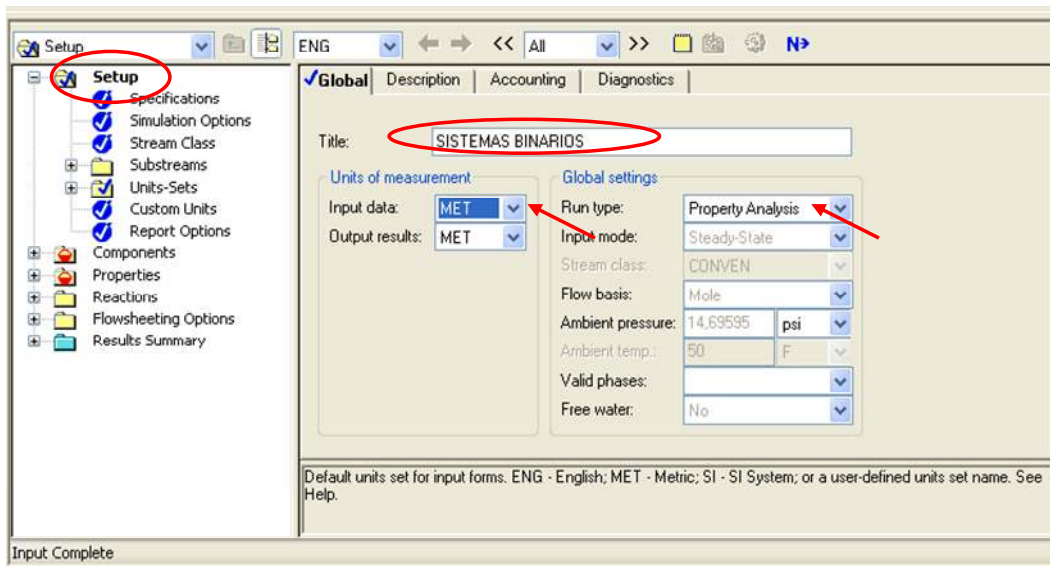 Setup ENG << All >> N>
Setup
Specifications
Simulation Options
Stream Class
Substreams
Units-Sets
Custom Units
Report Options
Components
Properties
Reactions
Flowsheeting Options
Results Summary
Global Description Accounting Diagnostics
Title: SISTEMAS BINARIOS
Units of measurement
Input data: MET
Output results: MET
Global settings
Run type: Property Analysis
Input mode: Steady-State
Stream class: CONVEN
Flow basis: Mole
Ambient pressure: 14,69595 psi
Ambient temp.: 50 F
Valid phases:
Free water: No
Default units set for input forms. ENG - English; MET - Metric; SI - SI System; or a user-defined units set name. See
Help.
Input Complete